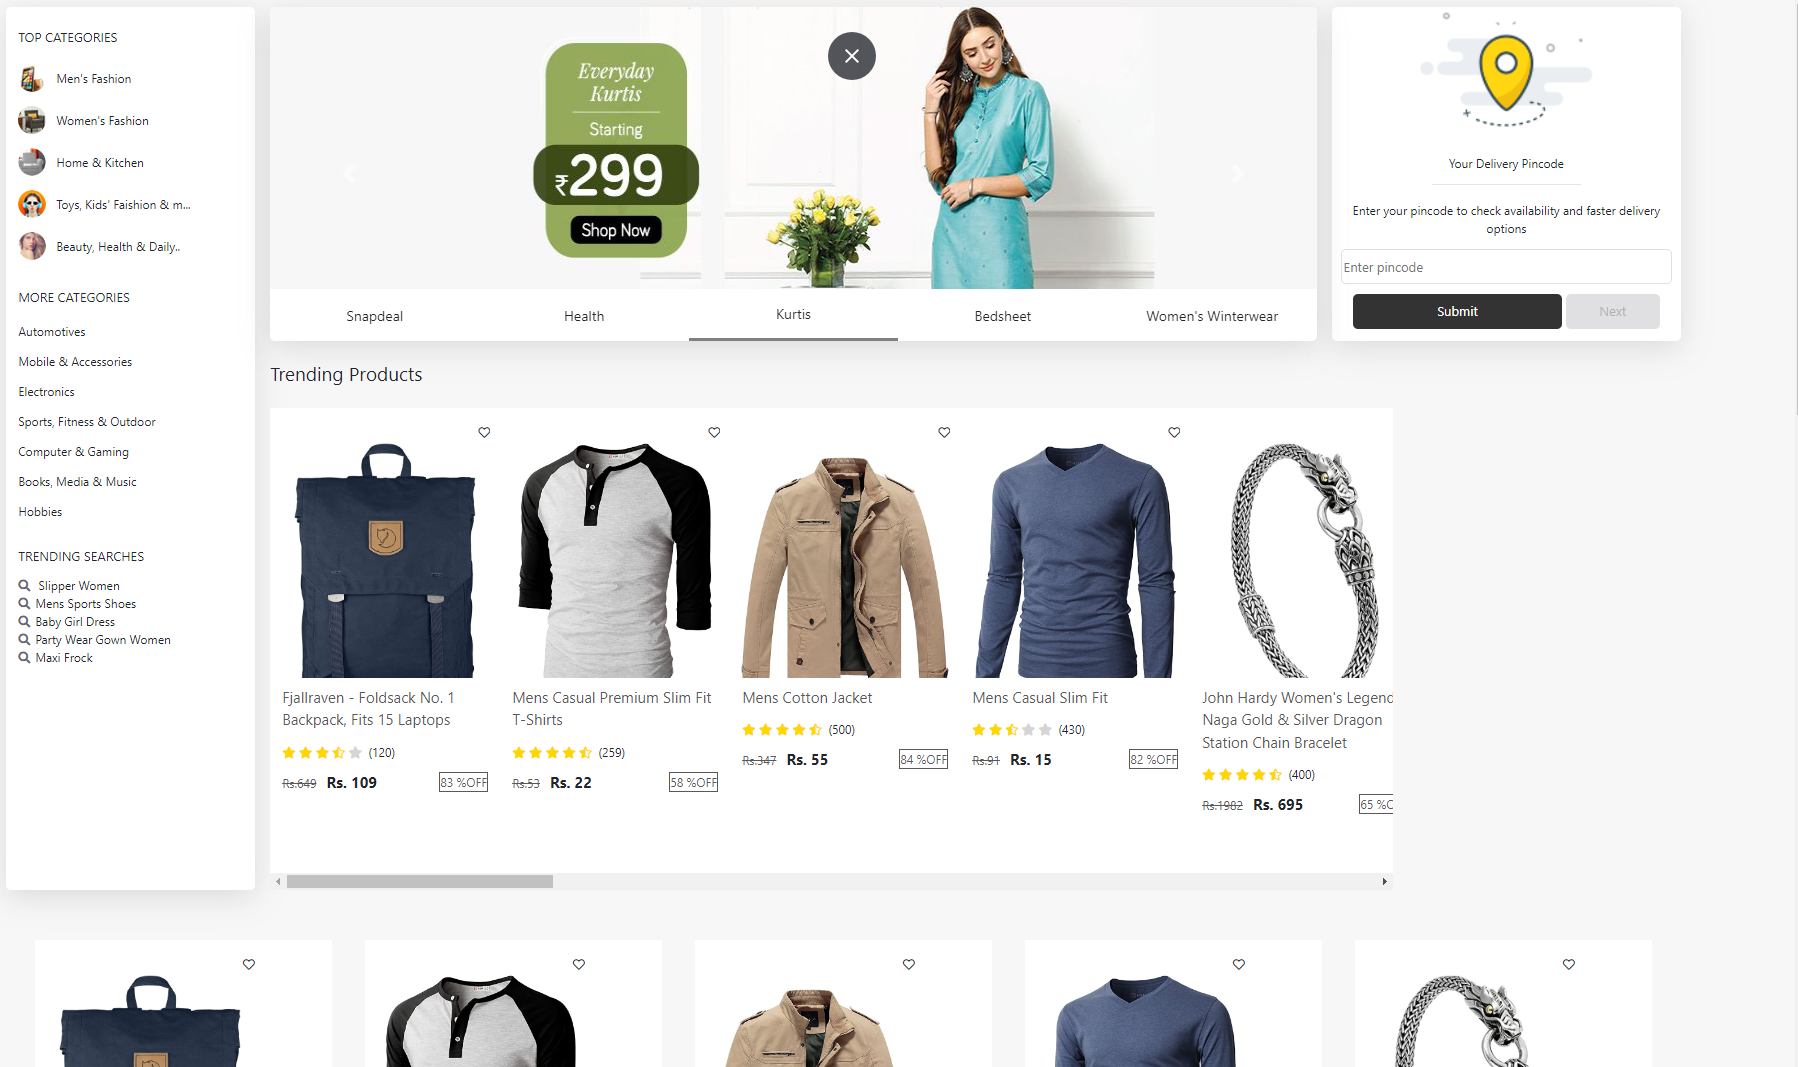 TOP CATEGORIES
Men's Fashion
Women's Fashion
Home & Kitchen
Toys, Kids' Faishion & m...
Beauty, Health & Daily..
MORE CATEGORIES
Automotives
Mobile & Accessories
Electronics
Sports, Fitness & Outdoor
Computer & Gaming
Books, Media & Music
Hobbies
TRENDING SEARCHES
Slipper Women
Mens Sports Shoes
Baby Girl Dress
Party Wear Gown Women
Maxi Frock
Everyday
Kurtis
Starting
₹299
Shop Now
Snapdeal
Health
Kurtis
Bedsheet
Women's Winterwear
Your Delivery Pincode
Enter your pincode to check availability and faster delivery
options
Enter pincode
Submit
Next
Trending Products
Fjallraven - Foldsack No. 1
Backpack, Fits 15 Laptops
(120)
Rs.649 Rs. 109 83 %OFF
Mens Casual Premium Slim Fit
T-Shirts
(259)
Rs.53 Rs. 22 58 %OFF
Mens Cotton Jacket
(500)
Rs.347 Rs. 55 84 %OFF
Mens Casual Slim Fit
(430)
Rs.91 Rs. 15 82 %OFF
John Hardy Women's Legend
Naga Gold & Silver Dragon
Station Chain Bracelet
(400)
Rs.1982 Rs. 695 65 %O